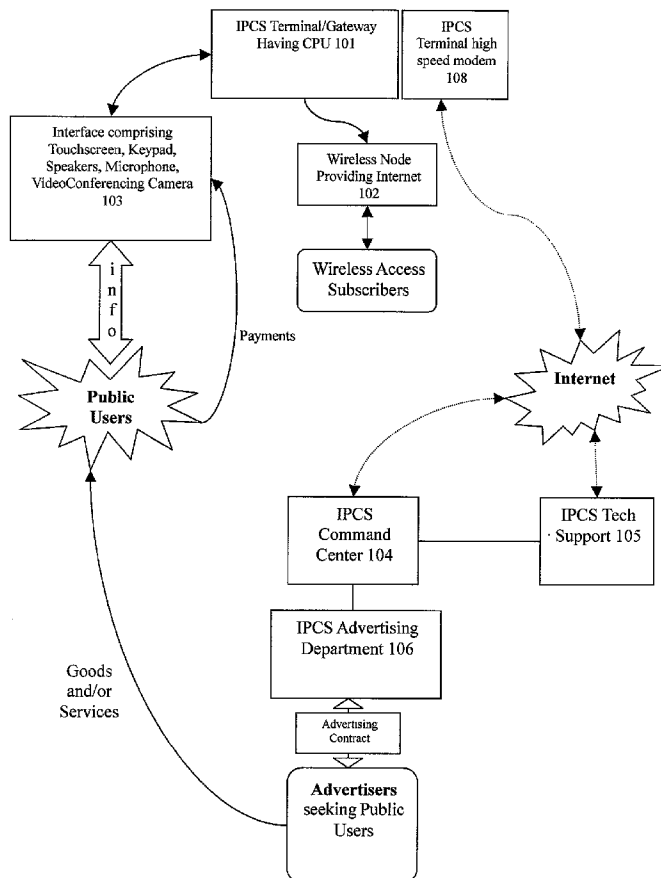 IPCS Terminal/Gateway
Having CPU 101
IPCS
Terminal high
speed modem
108
Interface comprising
Touchscreen, Keypad,
Speakers, Microphone,
VideoConferencing Camera
103
Wireless Node
Providing Internet
102
Wireless Access
Subscribers
i
n
f
o
Payments
Public
Users
Internet
IPCS
Command
Center 104
IPCS Tech
Support 105
IPCS Advertising
Department 106
Goods
and/or
Services
Advertising
Contract
Advertisers
seeking Public
Users